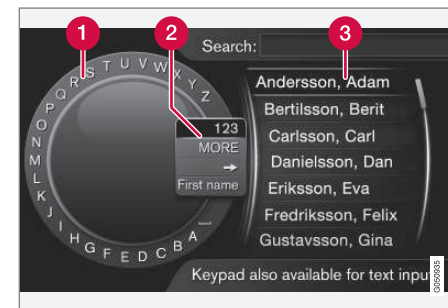 1
2
3
Search:
A B C D E F G H I J K L M N O P Q R S T U V W X Y Z
123
MORE
First name
Andersson, Adam
Bertilsson, Berit
Carlsson, Carl
Danielsson, Dan
Eriksson, Eva
Fredriksson, Felix
Gustavsson, Gina
Keypad also available for text input
G050935